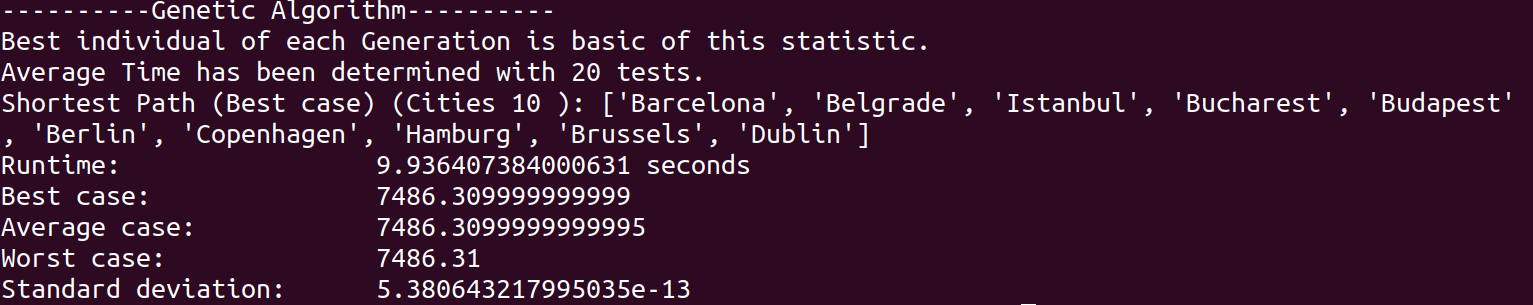 ----------Genetic Algorithm----------
Best individual of each Generation is basic of this statistic.
Average Time has been determined with 20 tests.
Shortest Path (Best case) (Cities 10 ): ['Barcelona', 'Belgrade', 'Istanbul', 'Bucharest', 'Budapest'
, 'Berlin', 'Copenhagen', 'Hamburg', 'Brussels', 'Dublin']
Runtime:                 9.936407384000631 seconds
Best case:               7486.309999999999
Average case:            7486.3099999999995
Worst case:              7486.31
Standard deviation:      5.380643217995035e-13